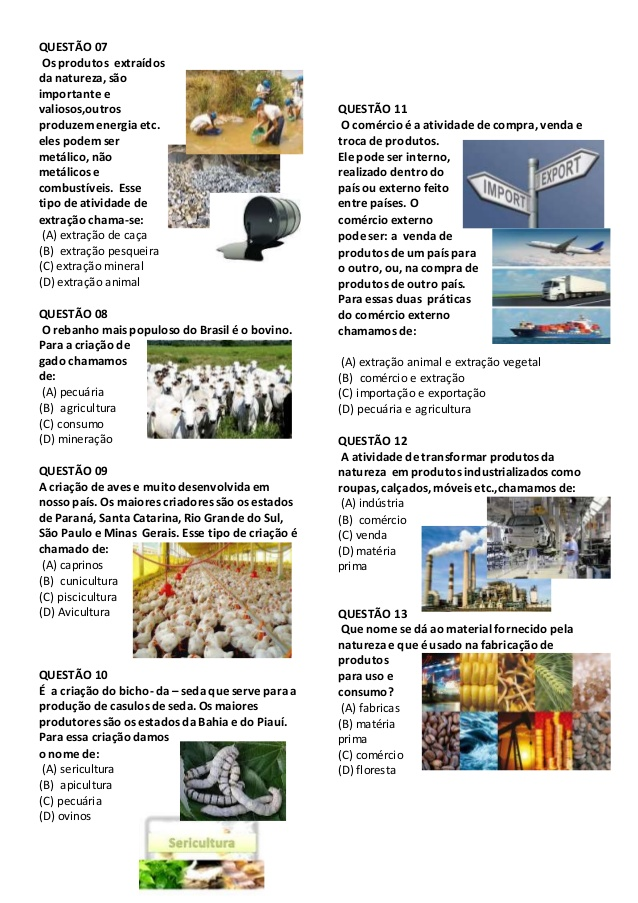 QUESTÃO 07
Os produtos extraídos
da natureza, são
importante e
valiosos,outros
produzem energia etc.
eles podem ser
metálico, não
metálicos e
combustíveis. Esse
tipo de atividade de
extração chama-se:
(A) extração de caça
(B) extração pesqueira
(C) extração mineral
(D) extração animal
QUESTÃO 08
O rebanho mais populoso do Brasil é o bovino.
Para a criação de
gado chamamos
de:
(A) pecuária
(B) agricultura
(C) consumo
(D) mineração
QUESTÃO 09
A criação de aves e muito desenvolvida em
nosso país. Os maiores criadores são os estados
de Paraná, Santa Catarina, Rio Grande do Sul,
São Paulo e Minas Gerais. Esse tipo de criação é
chamado de:
(A) caprinos
(B) cunicultura
(C) piscicultura
(D) Avicultura
QUESTÃO 10
É a criação do bicho- da – seda que serve para a
produção de casulos de seda. Os maiores
produtores são os estados da Bahia e do Piauí.
Para essa criação damos
o nome de:
(A) sericultura
(B) apicultura
(C) pecuária
(D) ovinos
Sericultura
QUESTÃO 11
O comércio é a atividade de compra, venda e
troca de produtos.
Ele pode ser interno,
realizado dentro do
país ou externo feito
entre países. O
comércio externo
pode ser: a venda de
produtos de um país para
o outro, ou, na compra de
produtos de outro país.
Para essas duas práticas
do comércio externo
chamamos de:
IMPORT
EXPORT
(A) extração animal e extração vegetal
(B) comércio e extração
(C) importação e exportação
(D) pecuária e agricultura
QUESTÃO 12
A atividade de transformar produtos da
natureza em produtos industrializados como
roupas, calçados, móveis etc.,chamamos de:
(A) indústria
(B) comércio
(C) venda
(D) matéria
prima
QUESTÃO 13
Que nome se dá ao material fornecido pela
natureza e que é usado na fabricação de
produtos
para uso e
consumo?
(A) fabricas
(B) matéria
prima
(C) comércio
(D) floresta